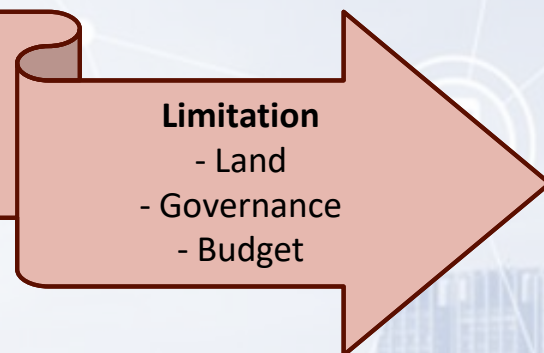 Limitation
- Land
- Governance
- Budget